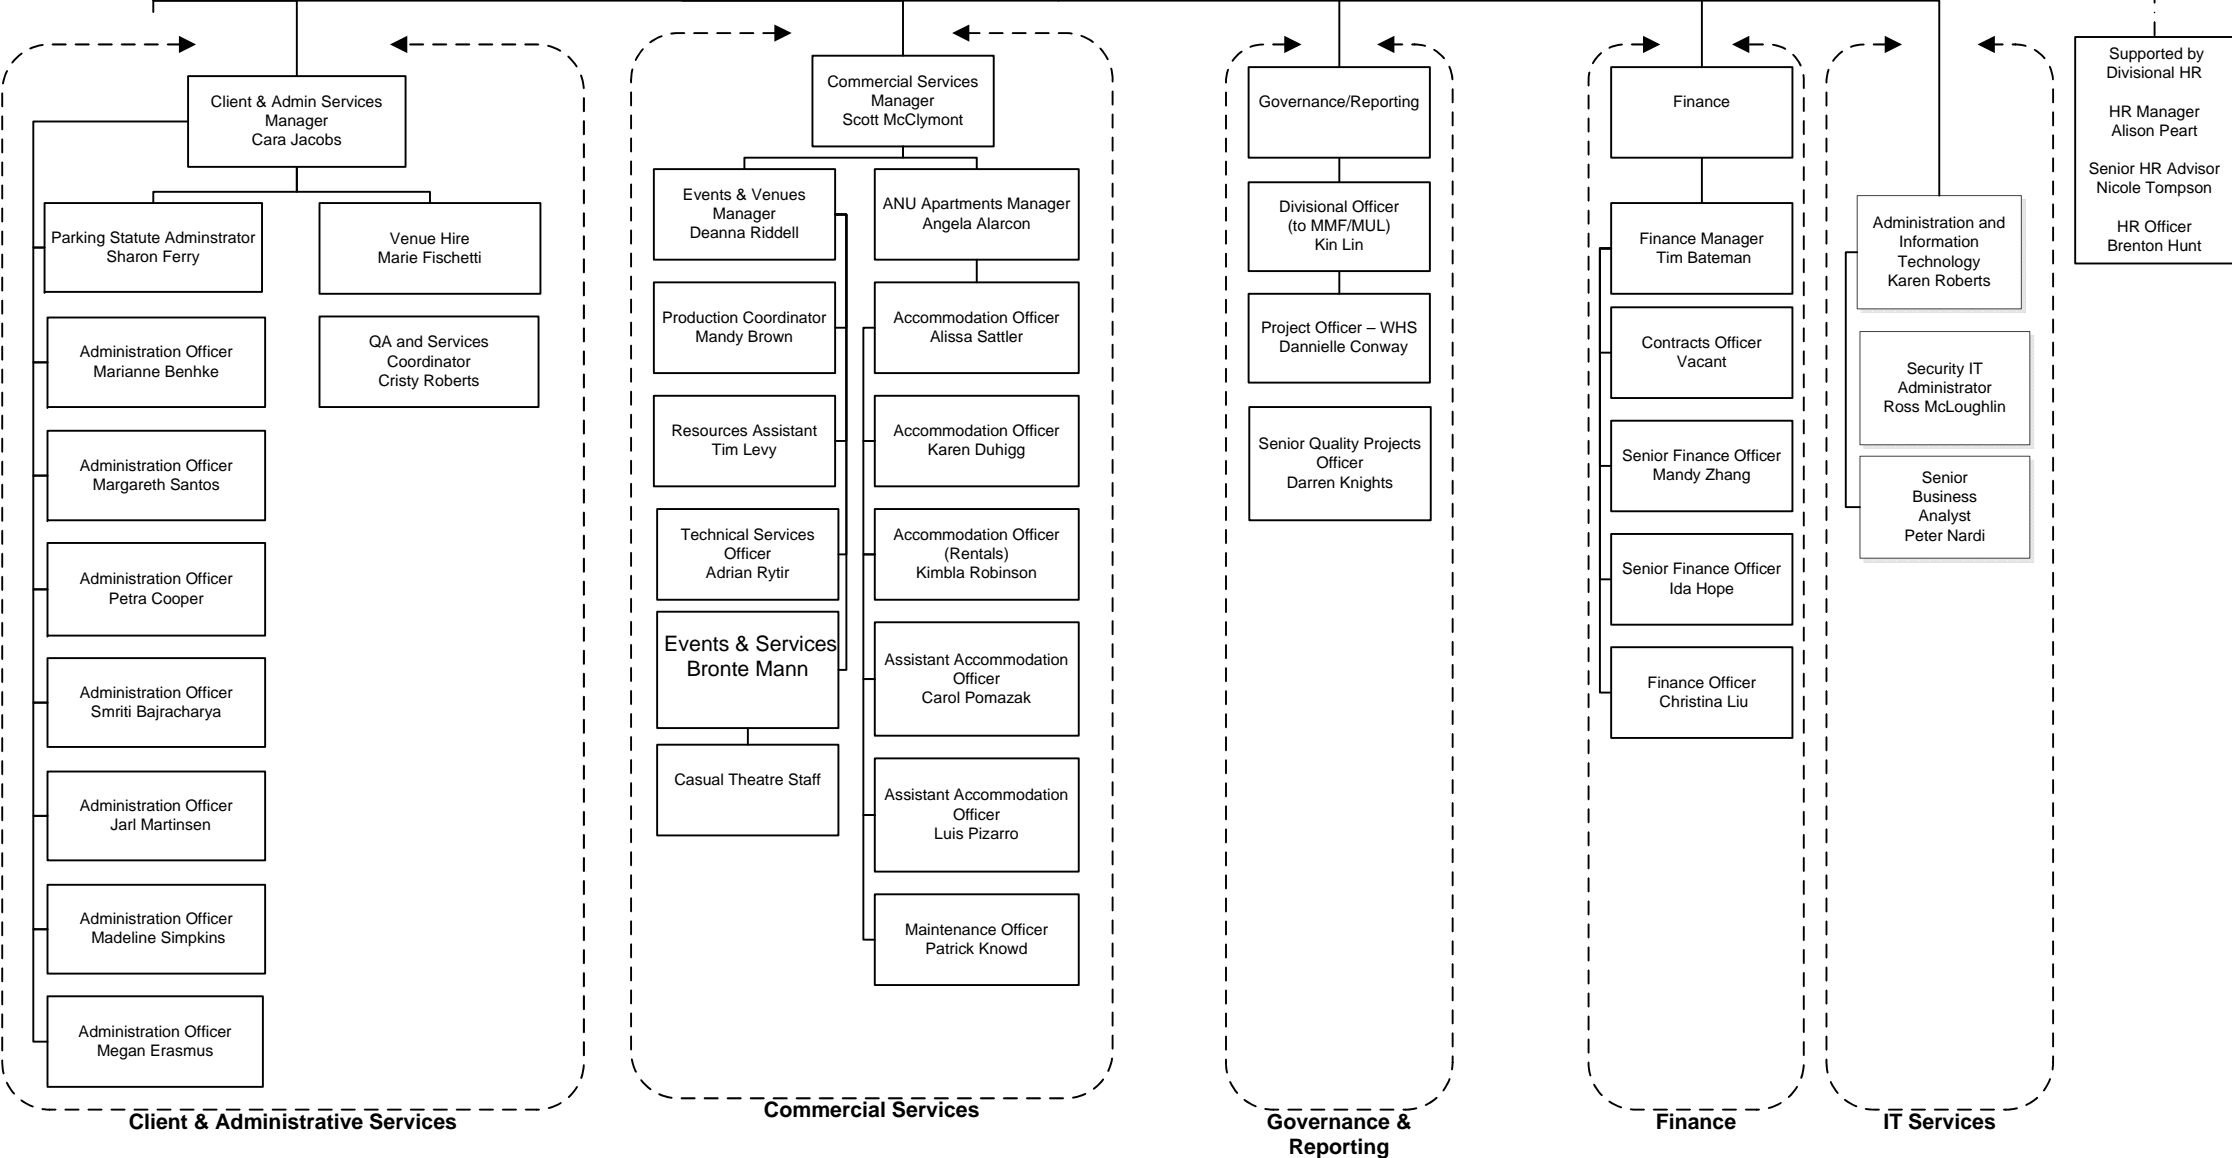 Client & Admin Services
Manager
Cara Jacobs
Parking Statute Adminstrator
Sharon Ferry
Venue Hire
Marie Fischetti
Administration Officer
Marianne Benhke
QA and Services
Coordinator
Cristy Roberts
Administration Officer
Margareth Santos
Administration Officer
Petra Cooper
Administration Officer
Smriti Bajracharya
Administration Officer
Jarl Martinsen
Administration Officer
Madeline Simpkins
Administration Officer
Megan Erasmus
Client & Administrative Services
Commercial Services
Manager
Scott McClymont
Events & Venues
Manager
Deanna Riddell
Production Coordinator
Mandy Brown
Resources Assistant
Tim Levy
Technical Services
Officer
Adrian Rytir
Events & Services
Bronte Mann
Casual Theatre Staff
ANU Apartments Manager
Angela Alarcon
Accommodation Officer
Alissa Sattler
Accommodation Officer
Karen Duhigg
Accommodation Officer
(Rentals)
Kimbla Robinson
Assistant Accommodation
Officer
Carol Pomazak
Assistant Accommodation
Officer
Luis Pizarro
Maintenance Officer
Patrick Knowd
Commercial Services
Governance/Reporting
Divisional Officer
(to MMF/MUL)
Kin Lin
Project Officer – WHS
Dannielle Conway
Senior Quality Projects
Officer
Darren Knights
Governance &
Reporting
Finance
Finance Manager
Tim Bateman
Contracts Officer
Vacant
Senior Finance Officer
Mandy Zhang
Senior Finance Officer
Ida Hope
Finance Officer
Christina Liu
Finance
Administration and
Information
Technology
Karen Roberts
Security IT
Administrator
Ross McLoughlin
Senior
Business
Analyst
Peter Nardi
IT Services
Supported by
Divisional HR
HR Manager
Alison Peart
Senior HR Advisor
Nicole Tompson
HR Officer
Brenton Hunt